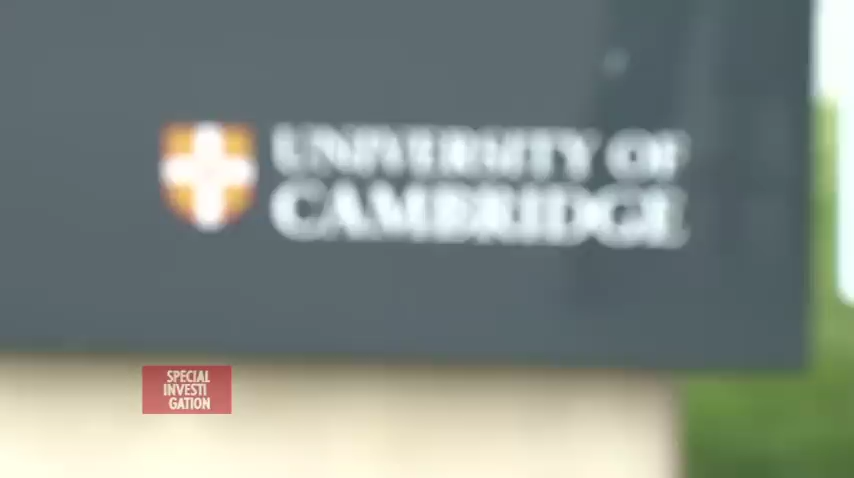 UNIVERSITY OF
CAMBRIDGE
SPECIAL
INVESTI
GATION